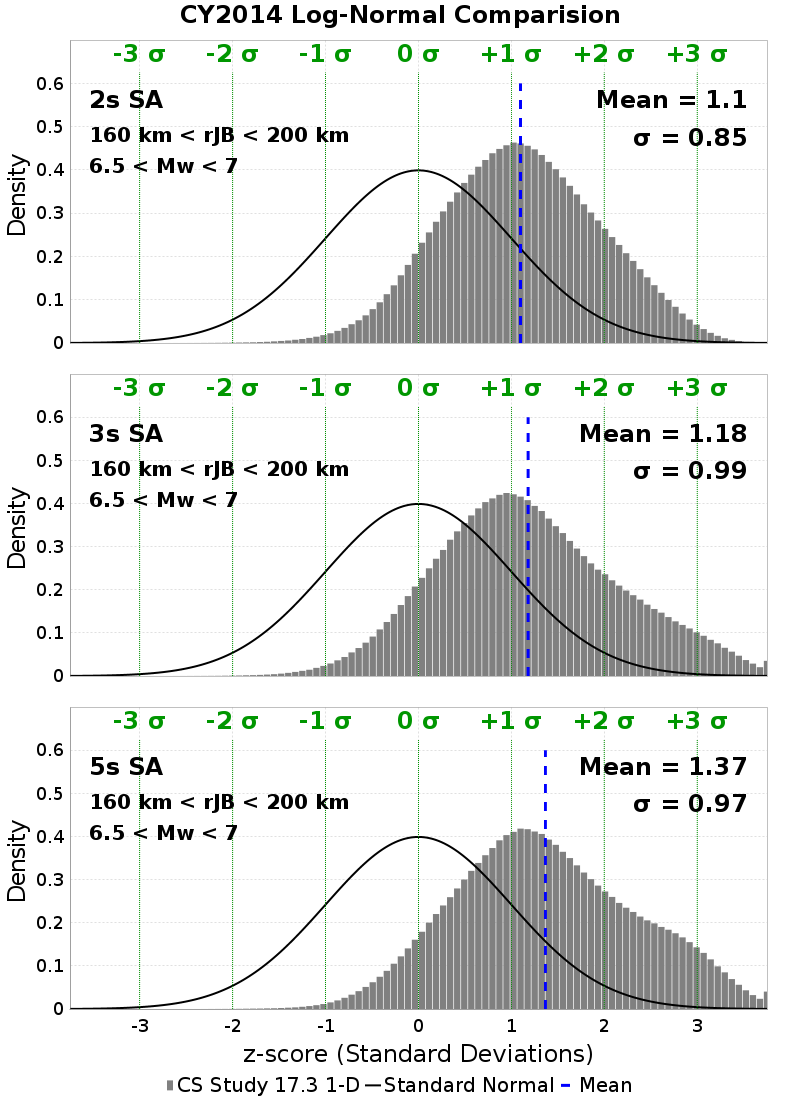 CY2014 Log-Normal Comparision
-3 σ -2 σ -1 σ 0 σ +1 σ +2 σ +3 σ
0.6
2s SA Mean = 1.1
0.5
160 km < rJB < 200 km σ = 0.85
6.5 < Mw < 7
0.4
0.3
0.2
0.1
0
Density
-3 σ -2 σ -1 σ 0 σ +1 σ +2 σ +3 σ
0.6
3s SA Mean = 1.18
0.5
160 km < rJB < 200 km σ = 0.99
6.5 < Mw < 7
0.4
0.3
0.2
0.1
0
Density
-3 σ -2 σ -1 σ 0 σ +1 σ +2 σ +3 σ
0.6
5s SA Mean = 1.37
0.5
160 km < rJB < 200 km σ = 0.97
6.5 < Mw < 7
0.4
0.3
0.2
0.1
0
Density
-3 -2 -1 0 1 2 3
z-score (Standard Deviations)
CS Study 17.3 1-D Standard Normal Mean